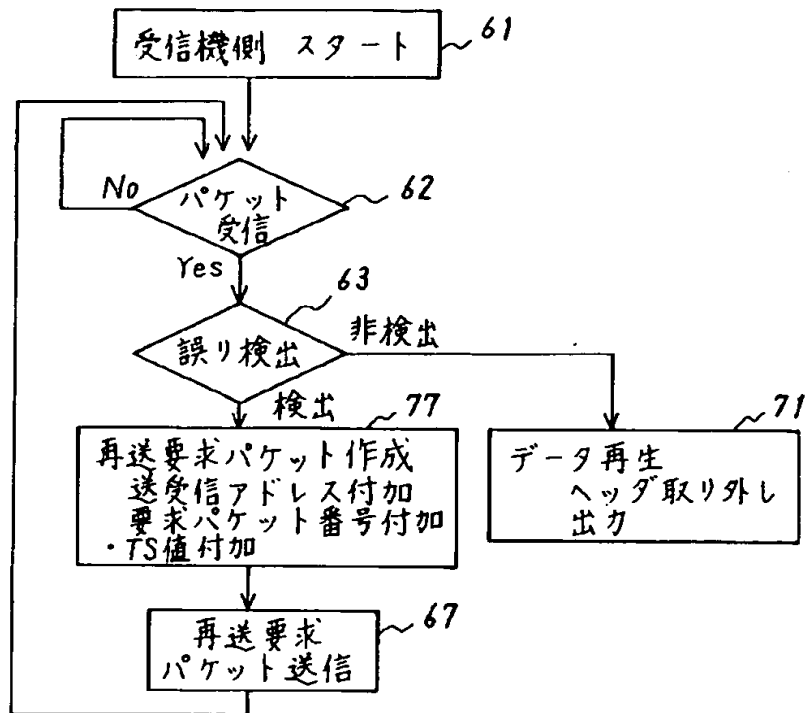 受信機側 スタート
61
No
パケット
受信
62
Yes
63
誤り検出
非検出
検出
77
71
再送要求パケット作成
送受信アドレス付加
要求パケット番号付加
・TS値付加
データ再生
ヘッダ取り外し
出力
再送要求
パケット送信
67